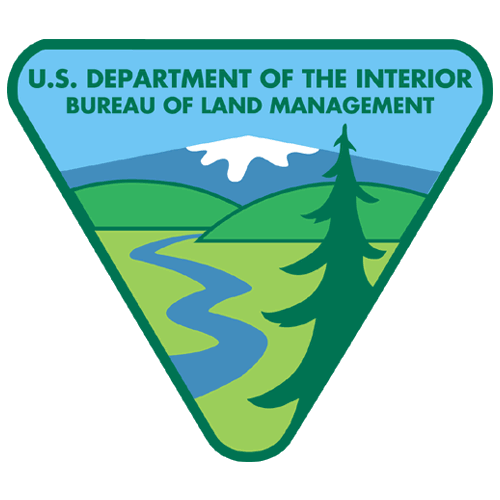 U.S. DEPARTMENT OF THE INTERIOR
BUREAU OF LAND MANAGEMENT